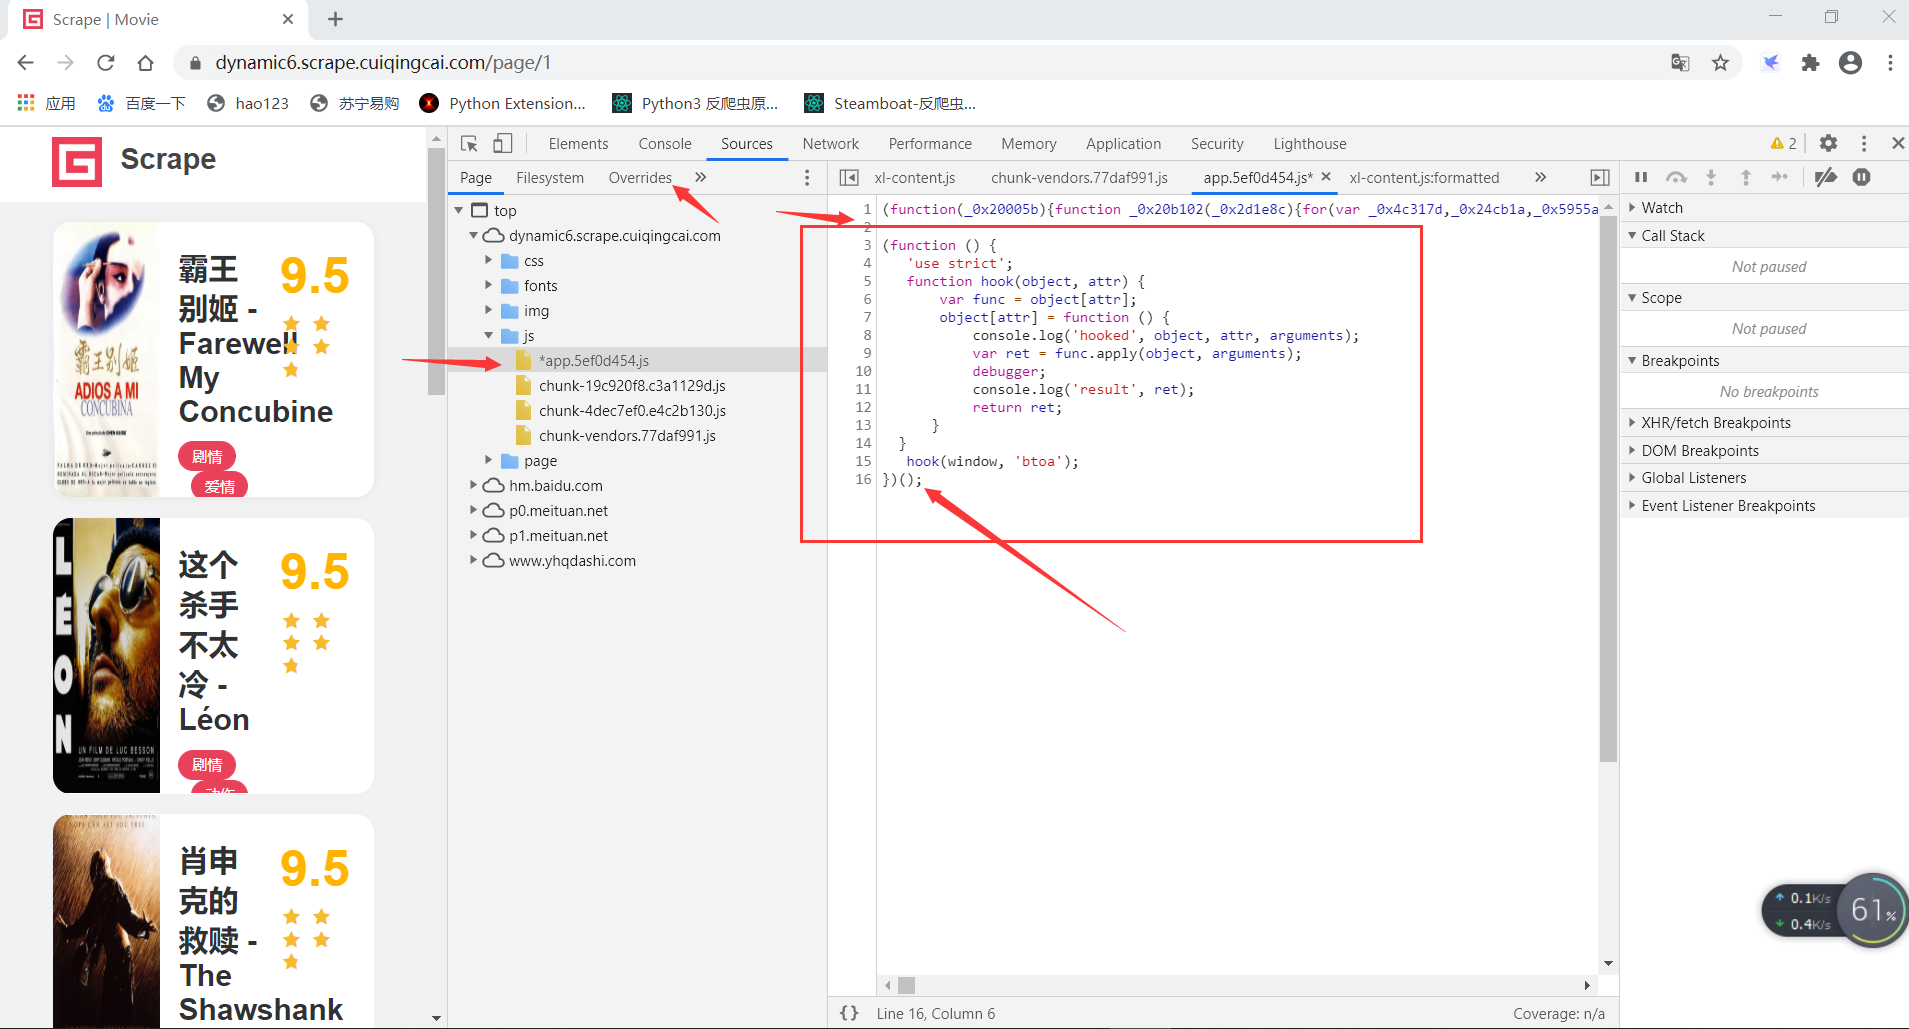 Scrape | Movie
dynamic6.scrape.cuiqingcai.com/page/1
应用
百度一下
hao123
苏宁易购
Python Extension...
Python3 反爬虫原...
Steamboat-反爬虫...
Scrape
霸王别姬 - Farewell My Concubine
9.5
剧情
爱情
ADIOS A MI
CONCUBINA
这个杀手不太冷 - Léon
9.5
剧情
动作
LÉON
UN FILM DE LUC BESSON
肖申克的救赎 - The Shawshank
9.5
Elements
Console
Sources
Network
Performance
Memory
Application
Security
Lighthouse
2
Page
Filesystem
Overrides
xl-content.js
chunk-vendors.77daf991.js
app.5ef0d454.js*
xl-content.js:formatted
top
dynamic6.scrape.cuiqingcai.com
css
fonts
img
js
*app.5ef0d454.js
chunk-19c920f8.c3a1129d.js
chunk-4dec7ef0.e4c2b130.js
chunk-vendors.77daf991.js
page
hm.baidu.com
p0.meituan.net
p1.meituan.net
www.yhqdashi.com
1 (function(_0x20005b){function _0x20b102(_0x2d1e8c){for(var _0x4c317d,_0x24cb1a,_0x5955a
2
3 (function () {
4 'use strict';
5 function hook(object, attr) {
6 var func = object[attr];
7 object[attr] = function () {
8 console.log('hooked', object, attr, arguments);
9 var ret = func.apply(object, arguments);
10 debugger;
11 console.log('result', ret);
12 return ret;
13 }
14 }
15 hook(window, 'btoa');
16 })();
{} Line 16, Column 6
Coverage: n/a
Watch
Call Stack
Not paused
Scope
Not paused
Breakpoints
No breakpoints
XHR/fetch Breakpoints
DOM Breakpoints
Global Listeners
Event Listener Breakpoints
0.1K/s
0.4K/s
61%